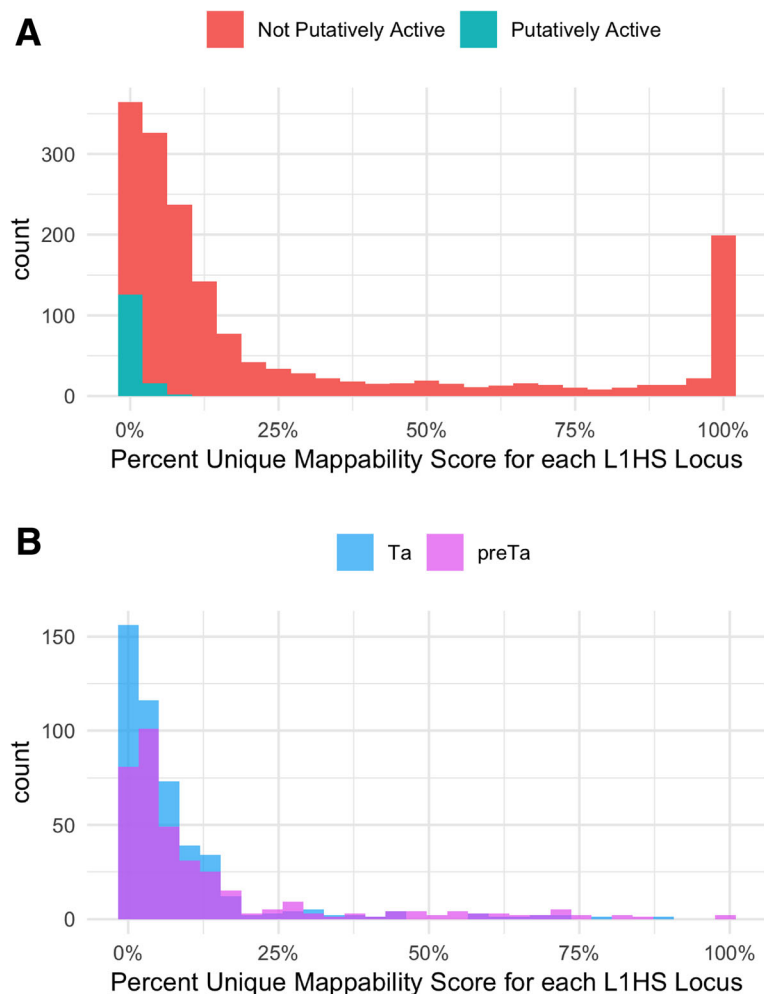 A
Not Putatively Active
Putatively Active
300
200
100
0
count
0%
25%
50%
75%
100%
Percent Unique Mappability Score for each L1HS Locus
B
Ta
preTa
150
100
50
0
count
0%
25%
50%
75%
100%
Percent Unique Mappability Score for each L1HS Locus